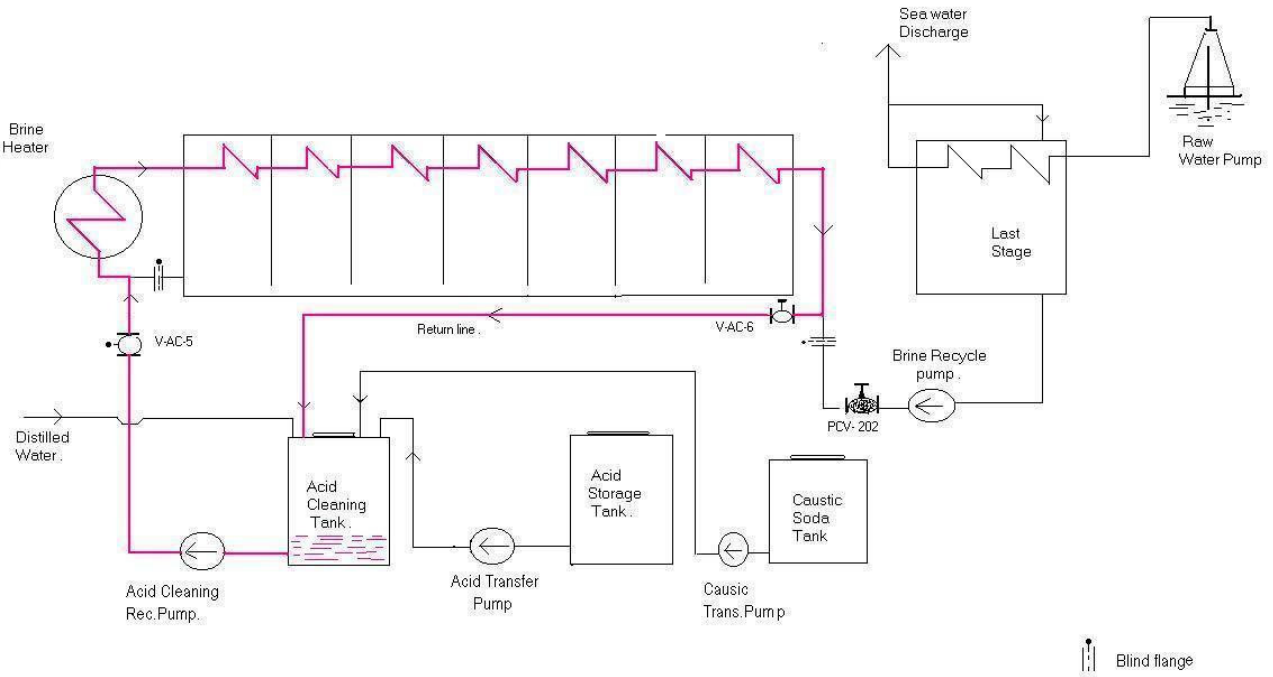 Sea water
Discharge
Brine
Heater
Raw
Water Pump
Last
Stage
Return line .
V-AC-6
V-AC-5
Brine Recycle
pump .
PCV- 202
Distilled
Water .
Acid
Cleaning
Tank .
Acid
Storage
Tank .
Caustic
Soda
Tank
Acid Cleaning
Rec.Pump.
Acid Transfer
Pump
Causic
Trans.Pump
Blind flange